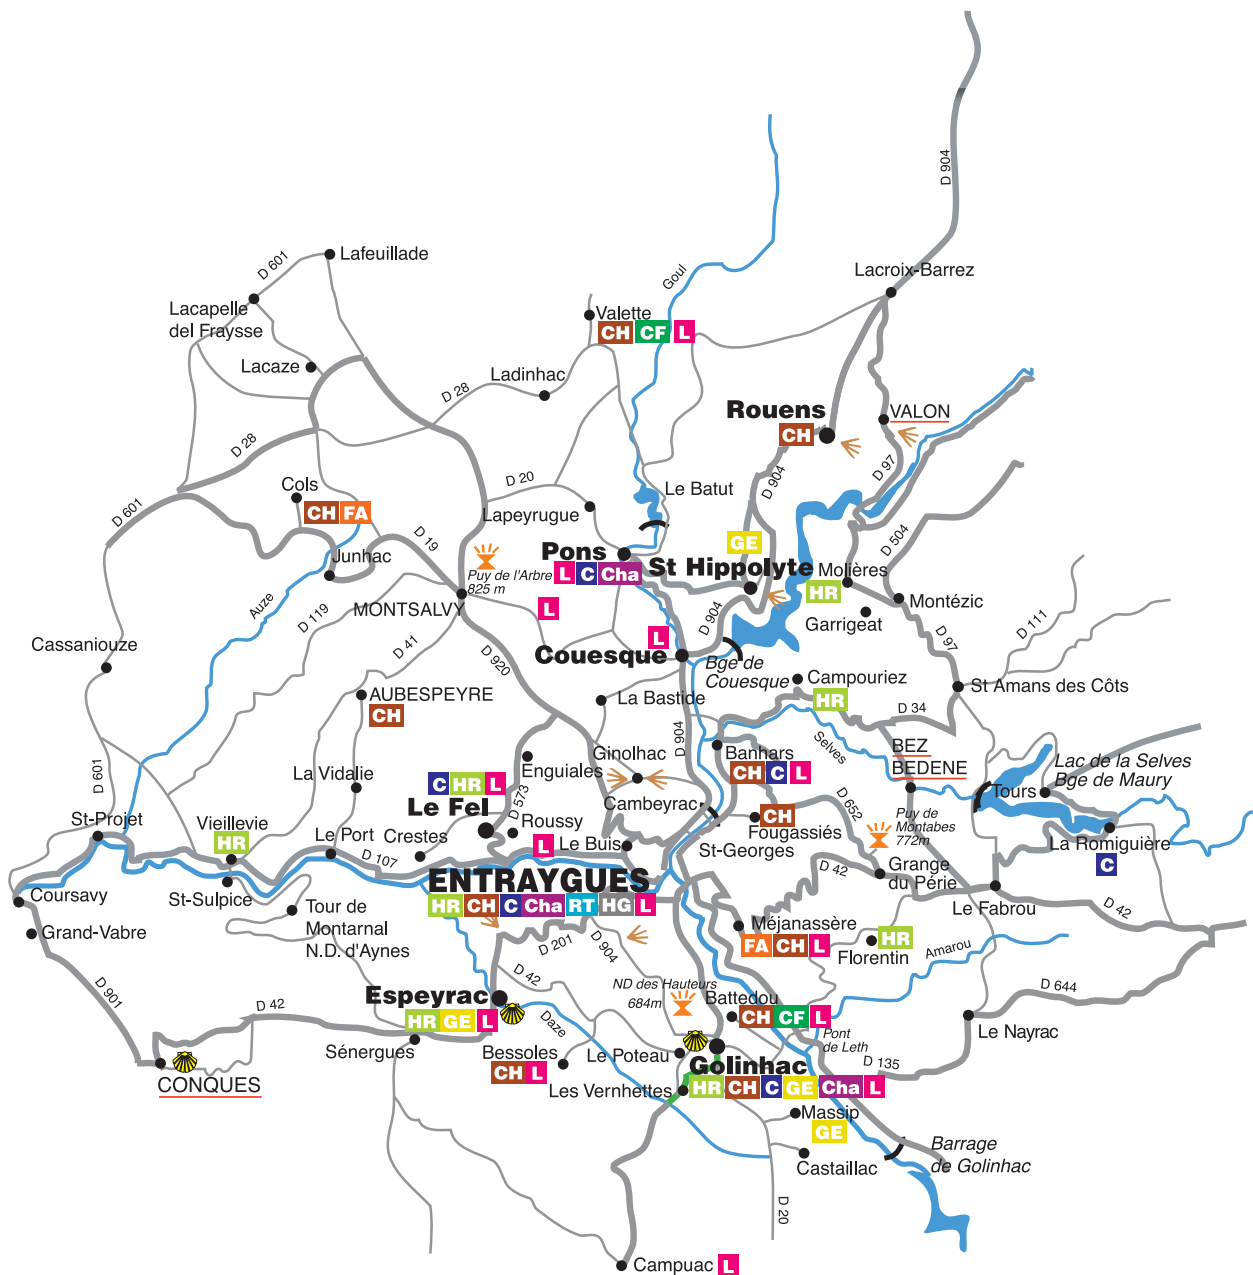 D 904
Goul
D 601
Lafeuillade
Lacroix-Barrez
Lacapelle
del Fraysse
Valette
CH CF L
Lacaze
Ladinhac
D 28
Rouens
CH
VALON
D 28
D 904
D 97
Cols
CH FA
D 20
Le Batut
Lapeyrugue
D 601
D 19
D 504
GE
Junhac
Pons
L C Cha
St Hippolyte
Puy de l'Arbre
825 m
Molières
HR
Auze
MONTSALVY
L
Montézic
D 119
D 904
Garrigeat
D 111
Cassaniouze
D 41
L
D 97
Couesque
D 920
Bge de
Couesque
Campouriez
HR
AUBESPEYRE
CH
La Bastide
St Amans des Côts
D 34
D 904
Selves
Ginolhac
Banhars
CH C L
BEZ
BEDENE
Lac de la Selves
Bge de Maury
D 601
La Vidalie
Enguiales
C HR L
Tours
Le Fel
D 573
Cambeyrac
CH
D 652
St-Projet
Vieillevie
HR
Le Port
Crestes
Roussy
Fougassiés
Puy de
Montabes
772m
L
Le Buis
St-Georges
La Romiguière
C
D 107
D 42
Grange
du Périe
ENTRAYGUES
HR CH C Cha RT HG L
Coursavy
St-Sulpice
Le Fabrou
D 42
Tour de
Montarnal
N.D. d'Aynes
Méjanassère
FA CH L
Grand-Vabre
HR
Florentin
Amarou
D 201
D 904
D 42
ND des Hauteurs
684m
D 901
Espeyrac
HR GE L
Battedou
CH CF L
D 644
D 42
Daze
Pont
de Leth
Le Nayrac
Sénergues
Bessoles
CH L
Le Poteau
Golinhac
HR CH C GE Cha L
D 135
CONQUES
Les Vernhettes
Massip
GE
Barrage
de Golinhac
Castaillac
D 20
Campuac L